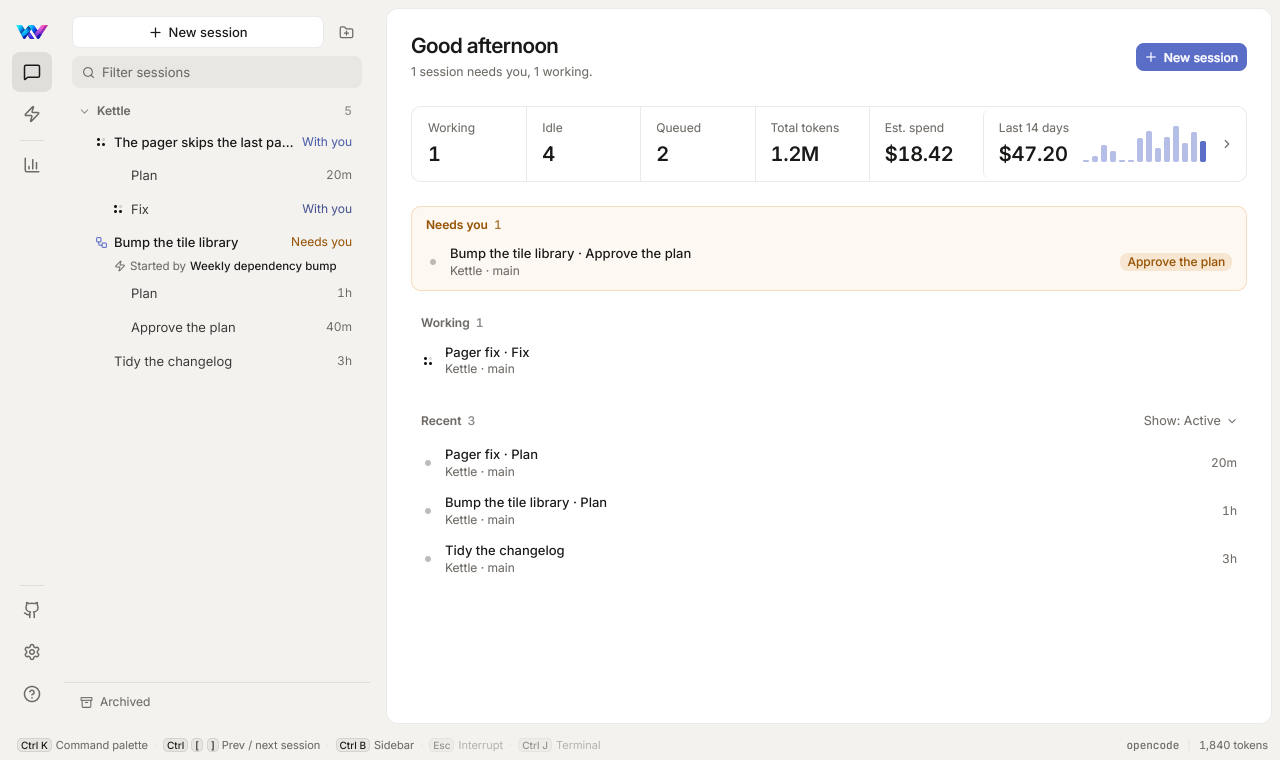 New session
Filter sessions
Kettle 5
The pager skips the last pa... With you
Plan 20m
Fix With you
Bump the tile library Needs you
Started by Weekly dependency bump
Plan 1h
Approve the plan 40m
Tidy the changelog 3h
Archived
Good afternoon
1 session needs you, 1 working.
New session
Working
1
Idle
4
Queued
2
Total tokens
1.2M
Est. spend
$18.42
Last 14 days
$47.20
Needs you 1
Bump the tile library · Approve the plan
Kettle · main
Approve the plan
Working 1
Pager fix · Fix
Kettle · main
Recent 3
Show: Active
Pager fix · Plan
Kettle · main
20m
Bump the tile library · Plan
Kettle · main
1h
Tidy the changelog
Kettle · main
3h
Ctrl K Command palette · Ctrl [ ] Prev / next session · Ctrl B Sidebar · Esc Interrupt · Ctrl J Terminal
opencode 1,840 tokens